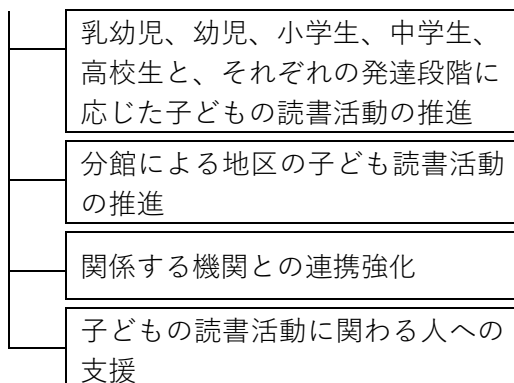 乳幼児、幼児、小学生、中学生、
高校生と、それぞれの発達段階に
応じた子どもの読書活動の推進
分館による地区の子ども読書活動
の推進
関係する機関との連携強化
子どもの読書活動に関わる人への
支援